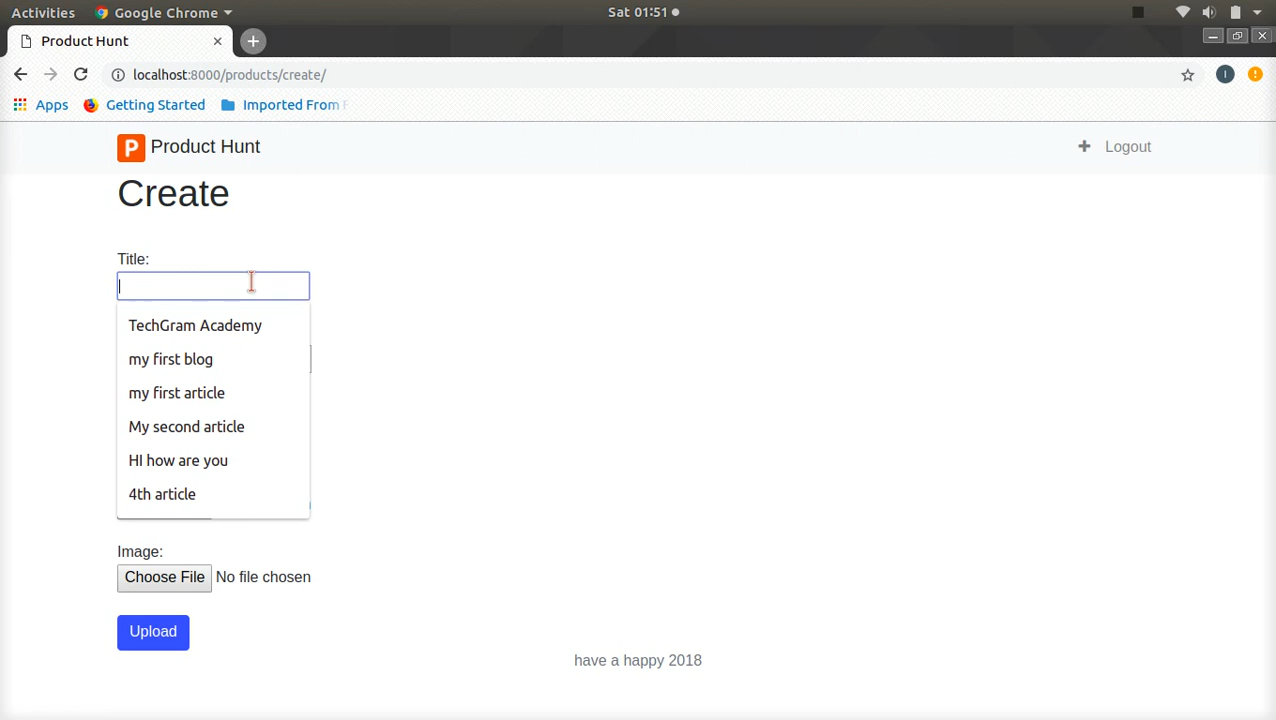 Activities Google Chrome Sat 01:51
Product Hunt
localhost:8000/products/create/
Apps Getting Started Imported From F
P Product Hunt Logout
Create
Title:
TechGram Academy
my first blog
my first article
My second article
HI how are you
4th article
Image:
Choose File No file chosen
Upload
have a happy 2018